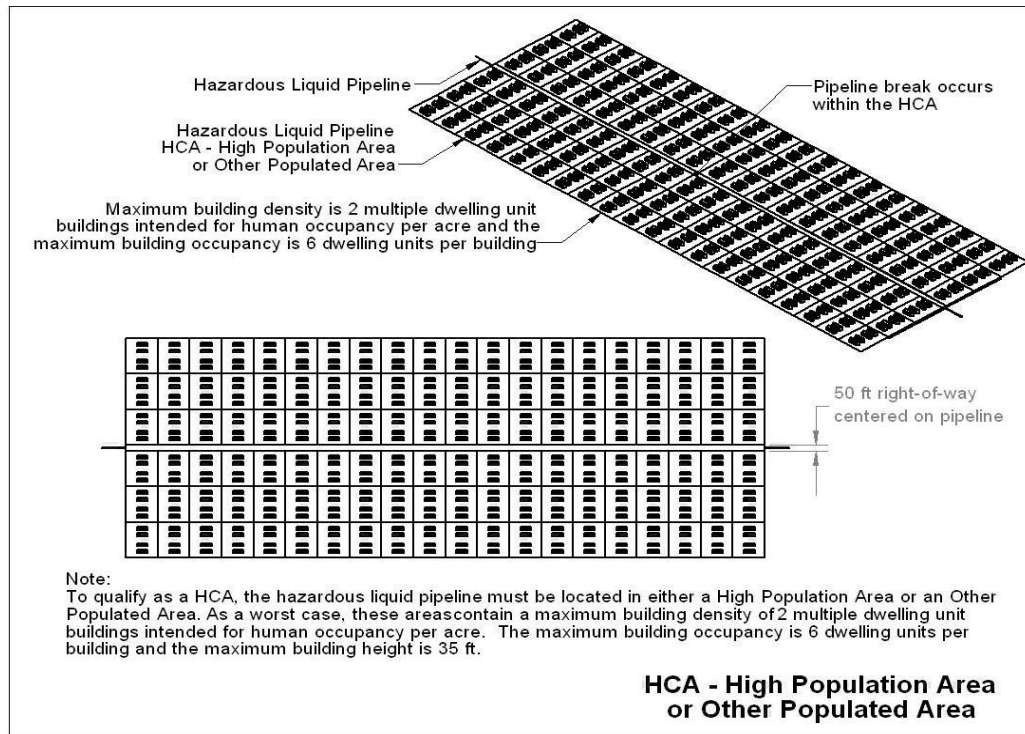 Hazardous Liquid Pipeline
Pipeline break occurs
within the HCA
Hazardous Liquid Pipeline
HCA - High Population Area
or Other Populated Area
Maximum building density is 2 multiple dwelling unit
buildings intended for human occupancy per acre and the
maximum building occupancy is 6 dwelling units per building
50 ft right-of-way
centered on pipeline
Note:
To qualify as a HCA, the hazardous liquid pipeline must be located in either a High Population Area or an Other
Populated Area. As a worst case, these areascontain a maximum building density of 2 multiple dwelling unit
buildings intended for human occupancy per acre. The maximum building occupancy is 6 dwelling units per
building and the maximum building height is 35 ft.
HCA - High Population Area
or Other Populated Area